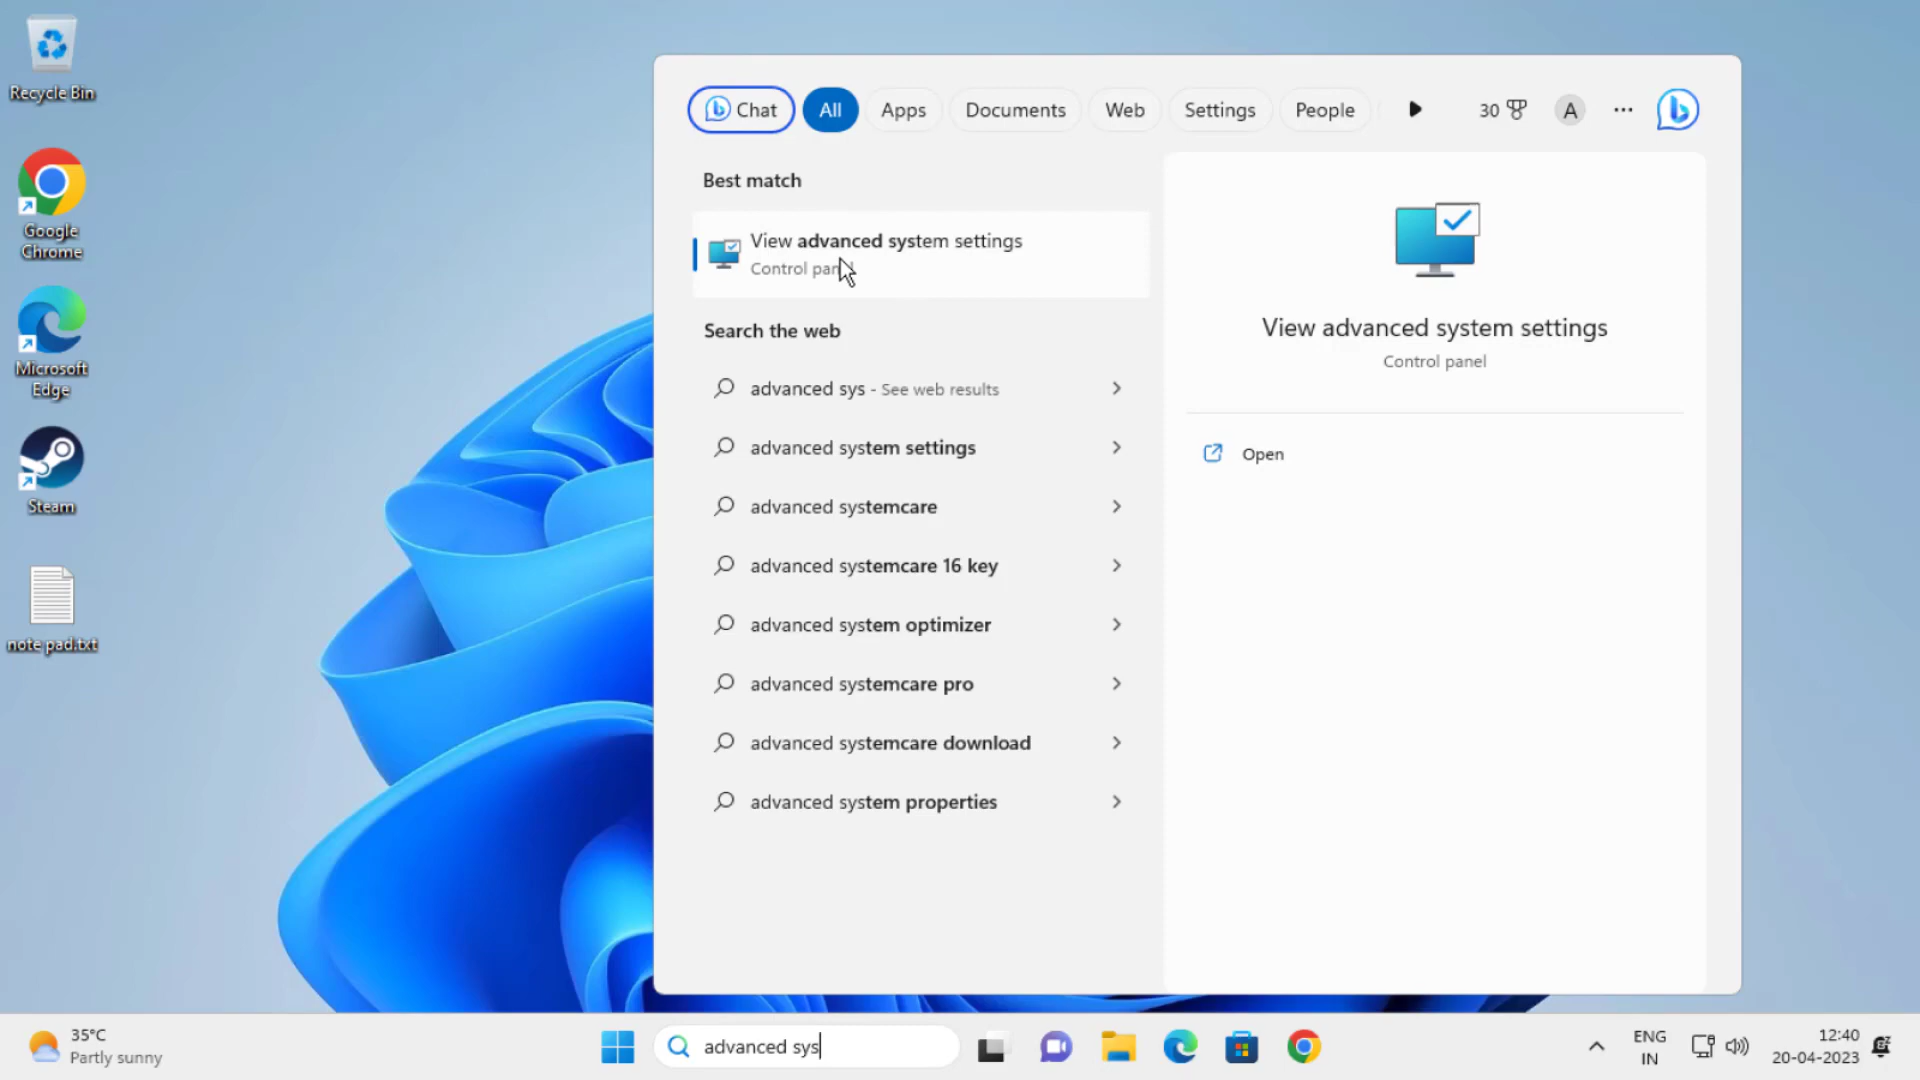 Recycle Bin
Google
Chrome
Microsoft
Edge
Steam
note pad.txt
Chat
All
Apps
Documents
Web
Settings
People
30
A
Best match
View advanced system settings
Control panel
Search the web
advanced sys - See web results
advanced system settings
advanced systemcare
advanced systemcare 16 key
advanced system optimizer
advanced systemcare pro
advanced systemcare download
advanced system properties
View advanced system settings
Control panel
Open
35°C
Partly sunny
advanced sys
ENG
IN
12:40
20-04-2023